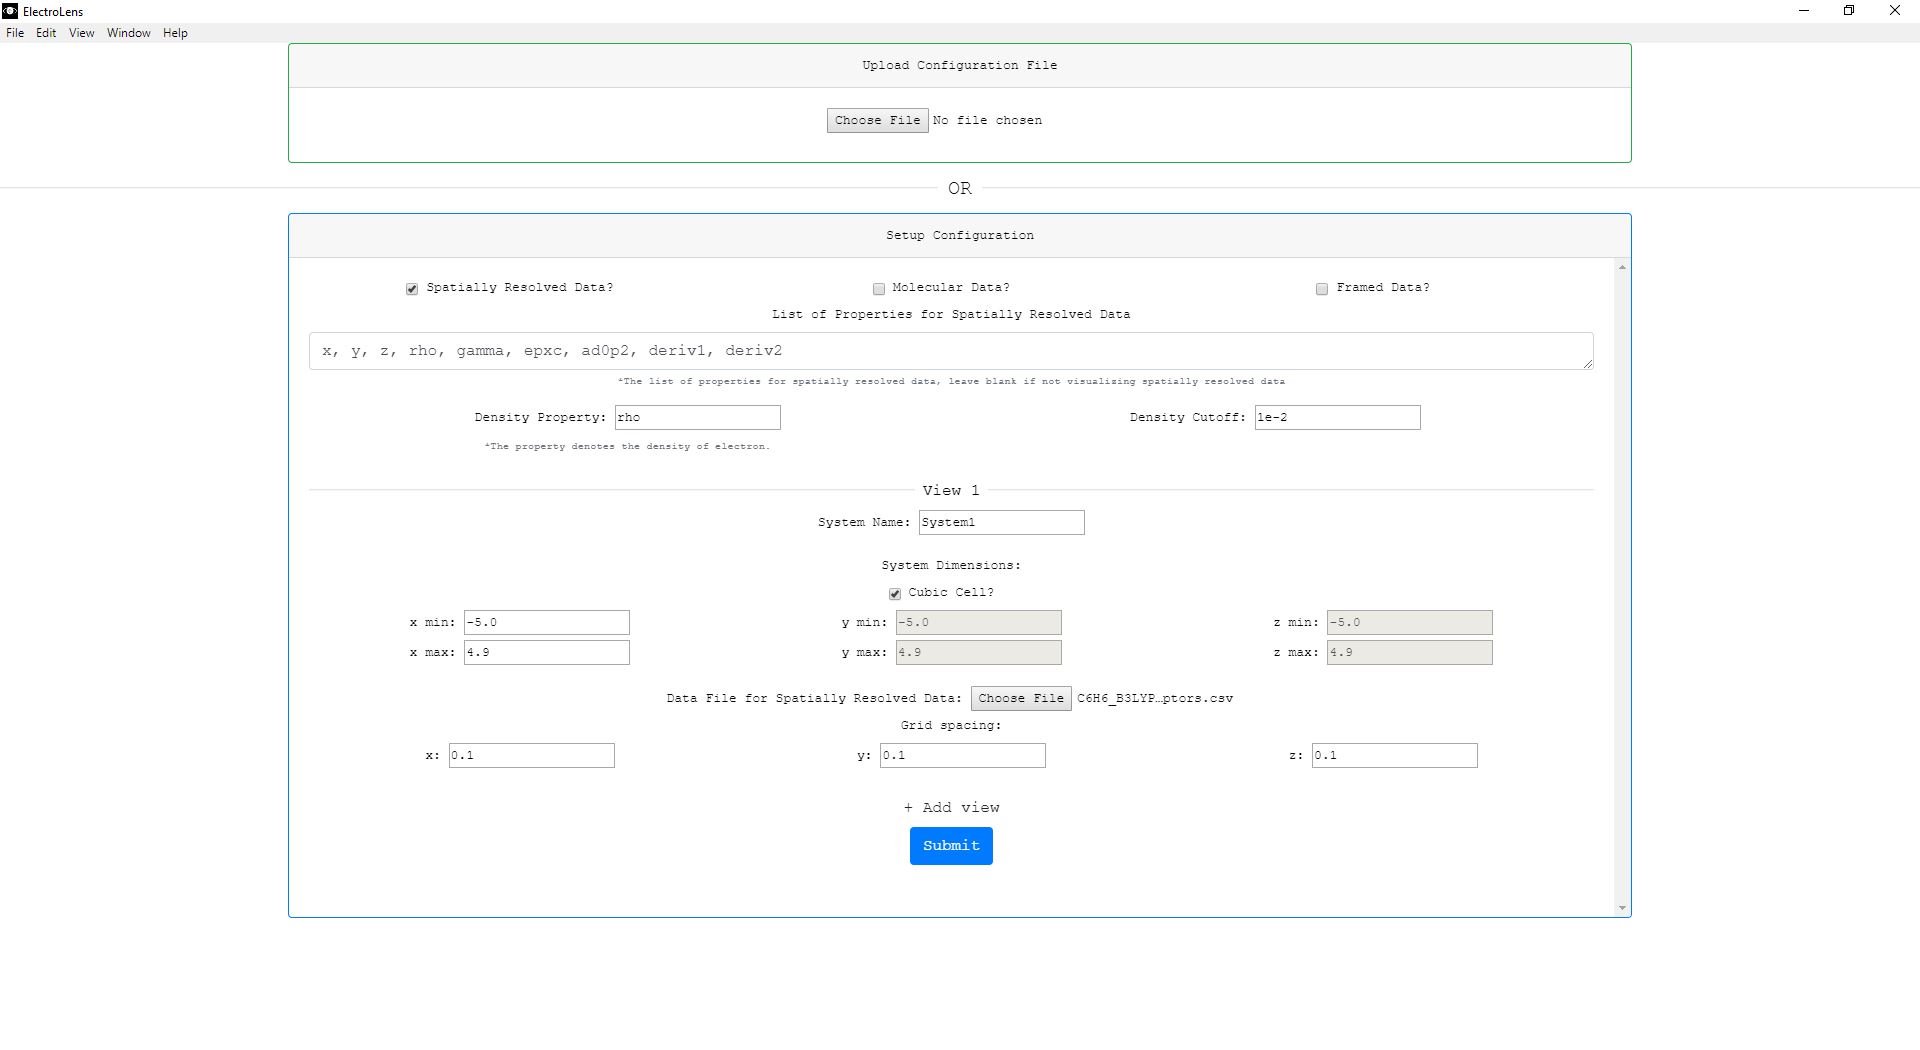 ElectroLens
File Edit View Window Help
Upload Configuration File
Choose File No file chosen
OR
Setup Configuration
Spatially Resolved Data? Molecular Data? Framed Data?
List of Properties for Spatially Resolved Data
x, y, z, rho, gamma, epxc, ad0p2, deriv1, deriv2
*The list of properties for spatially resolved data, leave blank if not visualizing spatially resolved data
Density Property: rho Density Cutoff: 1e-2
*The property denotes the density of electron.
View 1
System Name: System1
System Dimensions:
Cubic Cell?
x min: -5.0 y min: -5.0 z min: -5.0
x max: 4.9 y max: 4.9 z max: 4.9
Data File for Spatially Resolved Data: Choose File C6H6_B3LYP…ptors.csv
Grid spacing:
x: 0.1 y: 0.1 z: 0.1
+ Add view
Submit